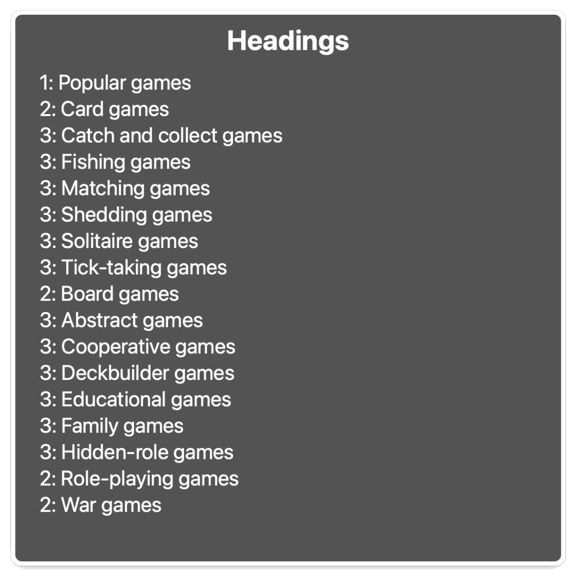 Headings
1: Popular games
2: Card games
3: Catch and collect games
3: Fishing games
3: Matching games
3: Shedding games
3: Solitaire games
3: Tick-taking games
2: Board games
3: Abstract games
3: Cooperative games
3: Deckbuilder games
3: Educational games
3: Family games
3: Hidden-role games
2: Role-playing games
2: War games